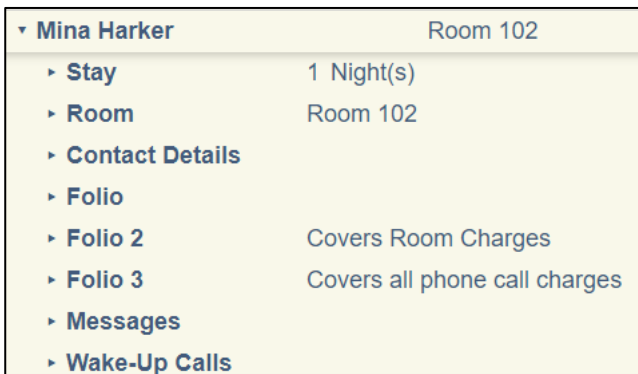 Mina Harker Room 102
Stay 1 Night(s)
Room Room 102
Contact Details
Folio
Folio 2 Covers Room Charges
Folio 3 Covers all phone call charges
Messages
Wake-Up Calls